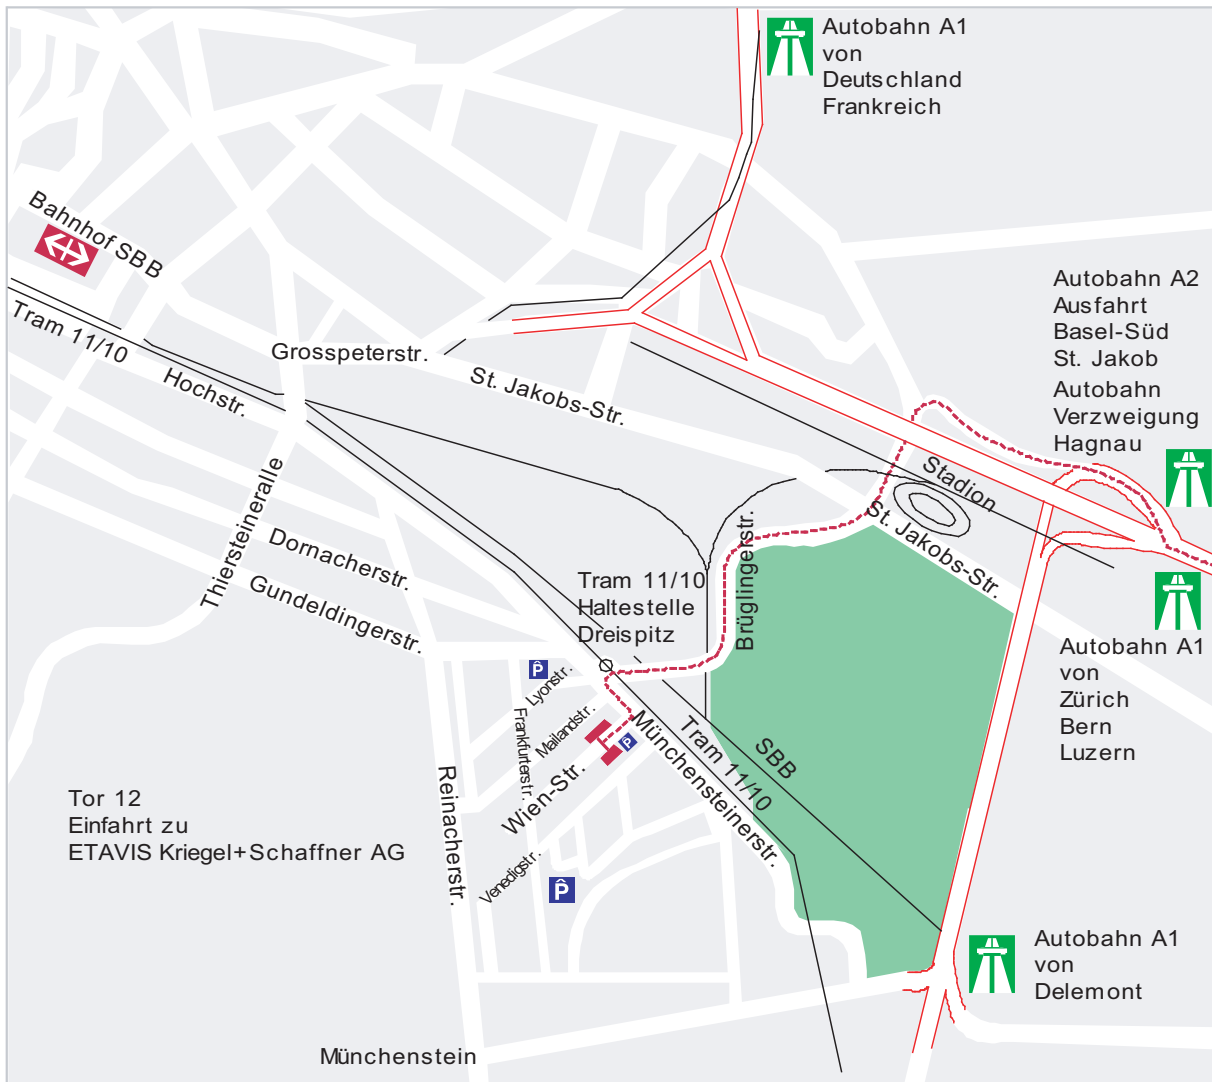 Autobahn A1
von
Deutschland
Frankreich
Bahnhof SBB
Tram 11/10
Hochstr.
Grosspeterstr.
St. Jakobs-Str.
Autobahn A2
Ausfahrt
Basel-Süd
St. Jakob
Autobahn
Verzweigung
Hagnau
Stadion
St. Jakobs-Str.
Thiersteineralle
Dornacherstr.
Gundeldingerstr.
Tram 11/10
Haltestelle
Dreispitz
Brüglingerstr.
Autobahn A1
von
Zürich
Bern
Luzern
P
Lyonstr.
Mailandstr.
Frankfurterstr.
P
Wien-Str.
Münchensteinerstr.
Tram 11/10
SBB
Reinacherstr.
Venedigstr.
P
Tor 12
Einfahrt zu
ETAVIS Kriegel+Schaffner AG
Autobahn A1
von
Delemont
Münchenstein